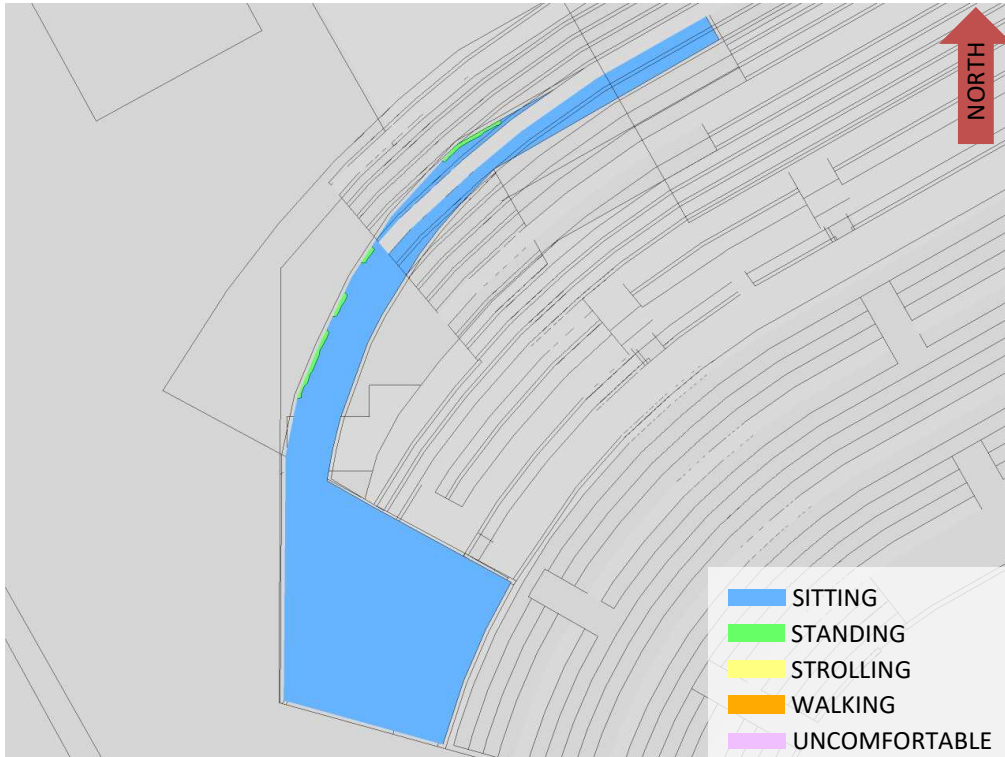 NORTH
SITTING
STANDING
STROLLING
WALKING
UNCOMFORTABLE